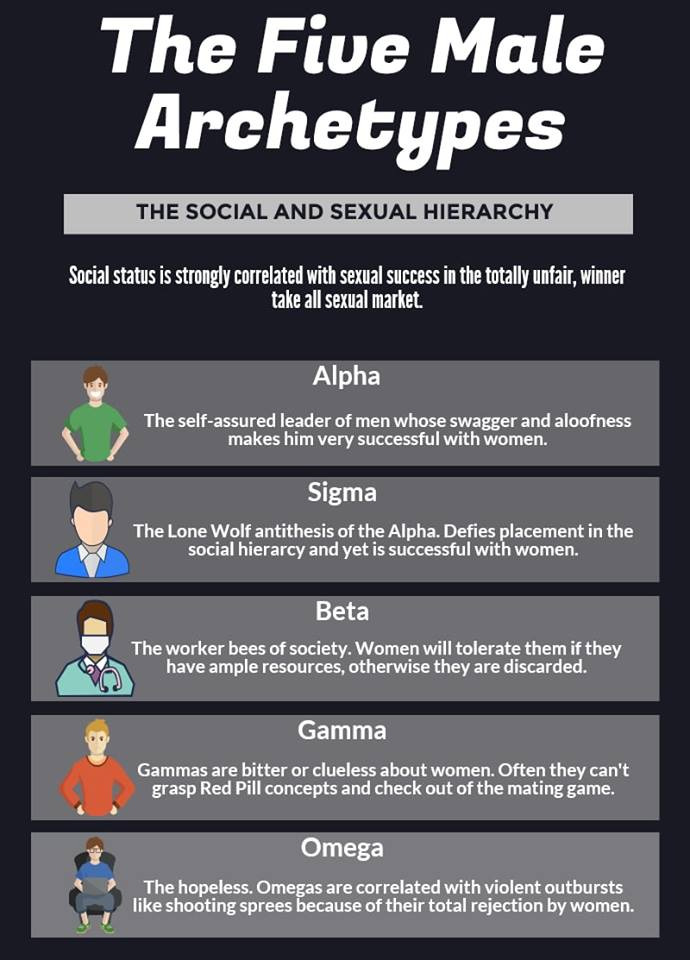 The Five Male
Archetypes
THE SOCIAL AND SEXUAL HIERARCHY
Social status is strongly correlated with sexual success in the totally unfair, winner
take all sexual market.
Alpha
The self-assured leader of men whose swagger and aloofness
makes him very successful with women.
Sigma
The Lone Wolf antithesis of the Alpha. Defies placement in the
social hierarcy and yet is successful with women.
Beta
The worker bees of society. Women will tolerate them if they
have ample resources, otherwise they are discarded.
Gamma
Gammas are bitter or clueless about women. Often they can't
grasp Red Pill concepts and check out of the mating game.
Omega
The hopeless. Omegas are correlated with violent outbursts
like shooting sprees because of their total rejection by women.